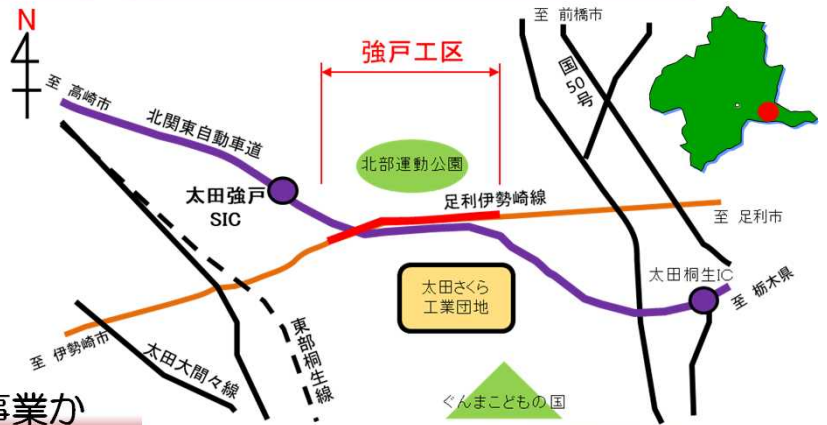 N
至 前橋市
強戸工区
国50号
至 高崎市
北関東自動車道
北部運動公園
太田強戸
SIC
足利伊勢崎線
至 足利市
太田桐生IC
太田さくら
工業団地
至 栃木県
東部桐生線
至 伊勢崎市
太田大間々線
ぐんまこどもの国
事業か